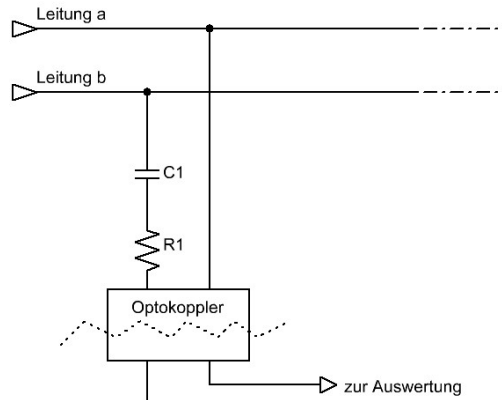 Leitung a
Leitung b
C1
R1
Optokoppler
zur Auswertung